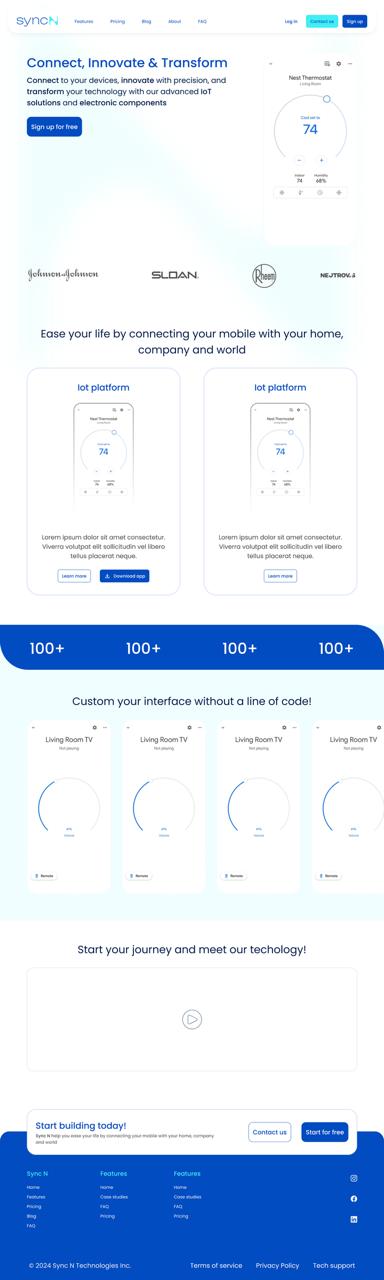 SyncN
Features Pricing Blog About FAQ Log in Contact us Sign up
Connect, Innovate & Transform
Connect to your devices, innovate with precision, and
transform your technology with our advanced IoT
solutions and electronic components
Sign up for free
Nest Thermostat
Living Room
Cool set to
74
− +
Indoor Humidity
74 68%
Johnson&Johnson SLOAN. Rheem
Ease your life by connecting your mobile with your home,
company and world
Iot platform
Nest Thermostat
74
Lorem ipsum dolor sit amet consectetur.
Viverra volutpat elit sollicitudin vel libero
tellus placerat neque.
Learn more Download app
Iot platform
Nest Thermostat
74
Lorem ipsum dolor sit amet consectetur.
Viverra volutpat elit sollicitudin vel libero
tellus placerat neque.
Learn more
100+ 100+ 100+ 100+
Custom your interface without a line of code!
Living Room TV Living Room TV Living Room TV Living Room TV
Not playing Not playing Not playing Not playing
Volume Volume Volume Volume
Remote Remote Remote Remote
Start your journey and meet our techology!
Start building today!
Sync N help you ease your life by connecting your mobile with your home, company
and world
Contact us Start for free
Sync N
Home
Features
Pricing
Blog
FAQ
Features
Home
Case studies
FAQ
Pricing
Features
Home
Case studies
FAQ
Pricing
© 2024 Sync N Technologies Inc. Terms of service Privacy Policy Tech support